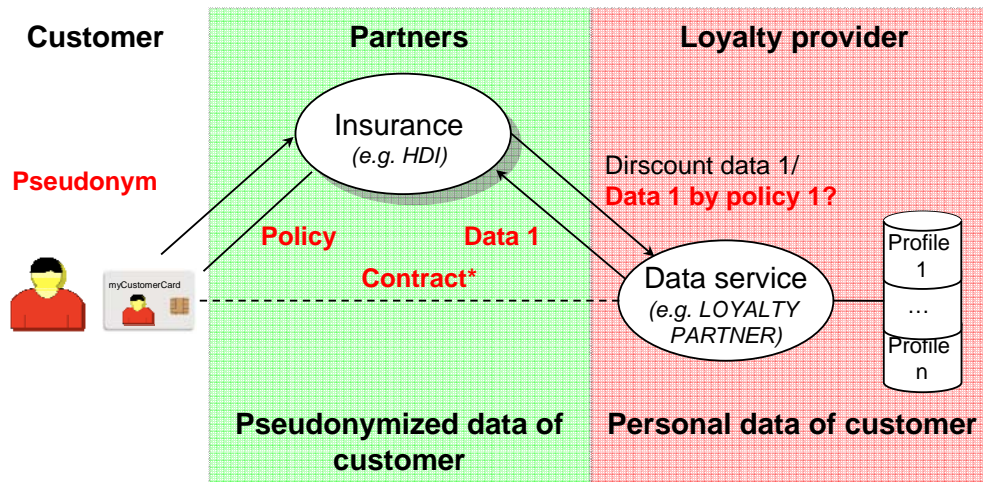 Customer
Partners
Loyalty provider
Insurance
(e.g. HDI)
Pseudonym
Dirscount data 1/
Data 1 by policy 1?
Policy
Data 1
Contract*
myCustomerCard
Data service
(e.g. LOYALTY
PARTNER)
Profile
1
...
Profile
n
Pseudonymized data of
customer
Personal data of customer